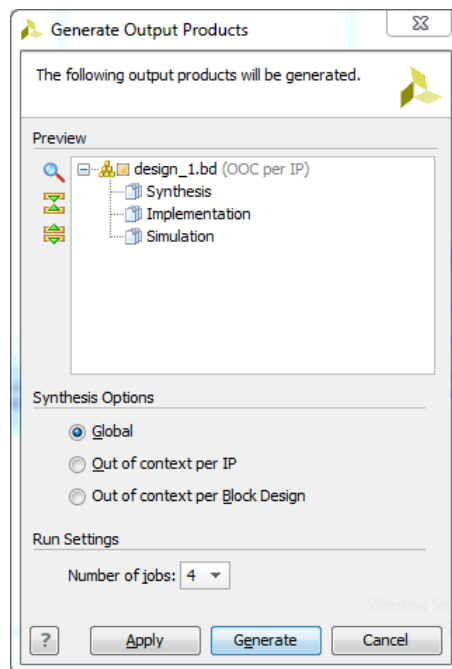 Generate Output Products
The following output products will be generated.
Preview
design_1.bd (OOC per IP)
Synthesis
Implementation
Simulation
Synthesis Options
Global
Out of context per IP
Out of context per Block Design
Run Settings
Number of jobs: 4
Window Sn
? Apply Generate Cancel